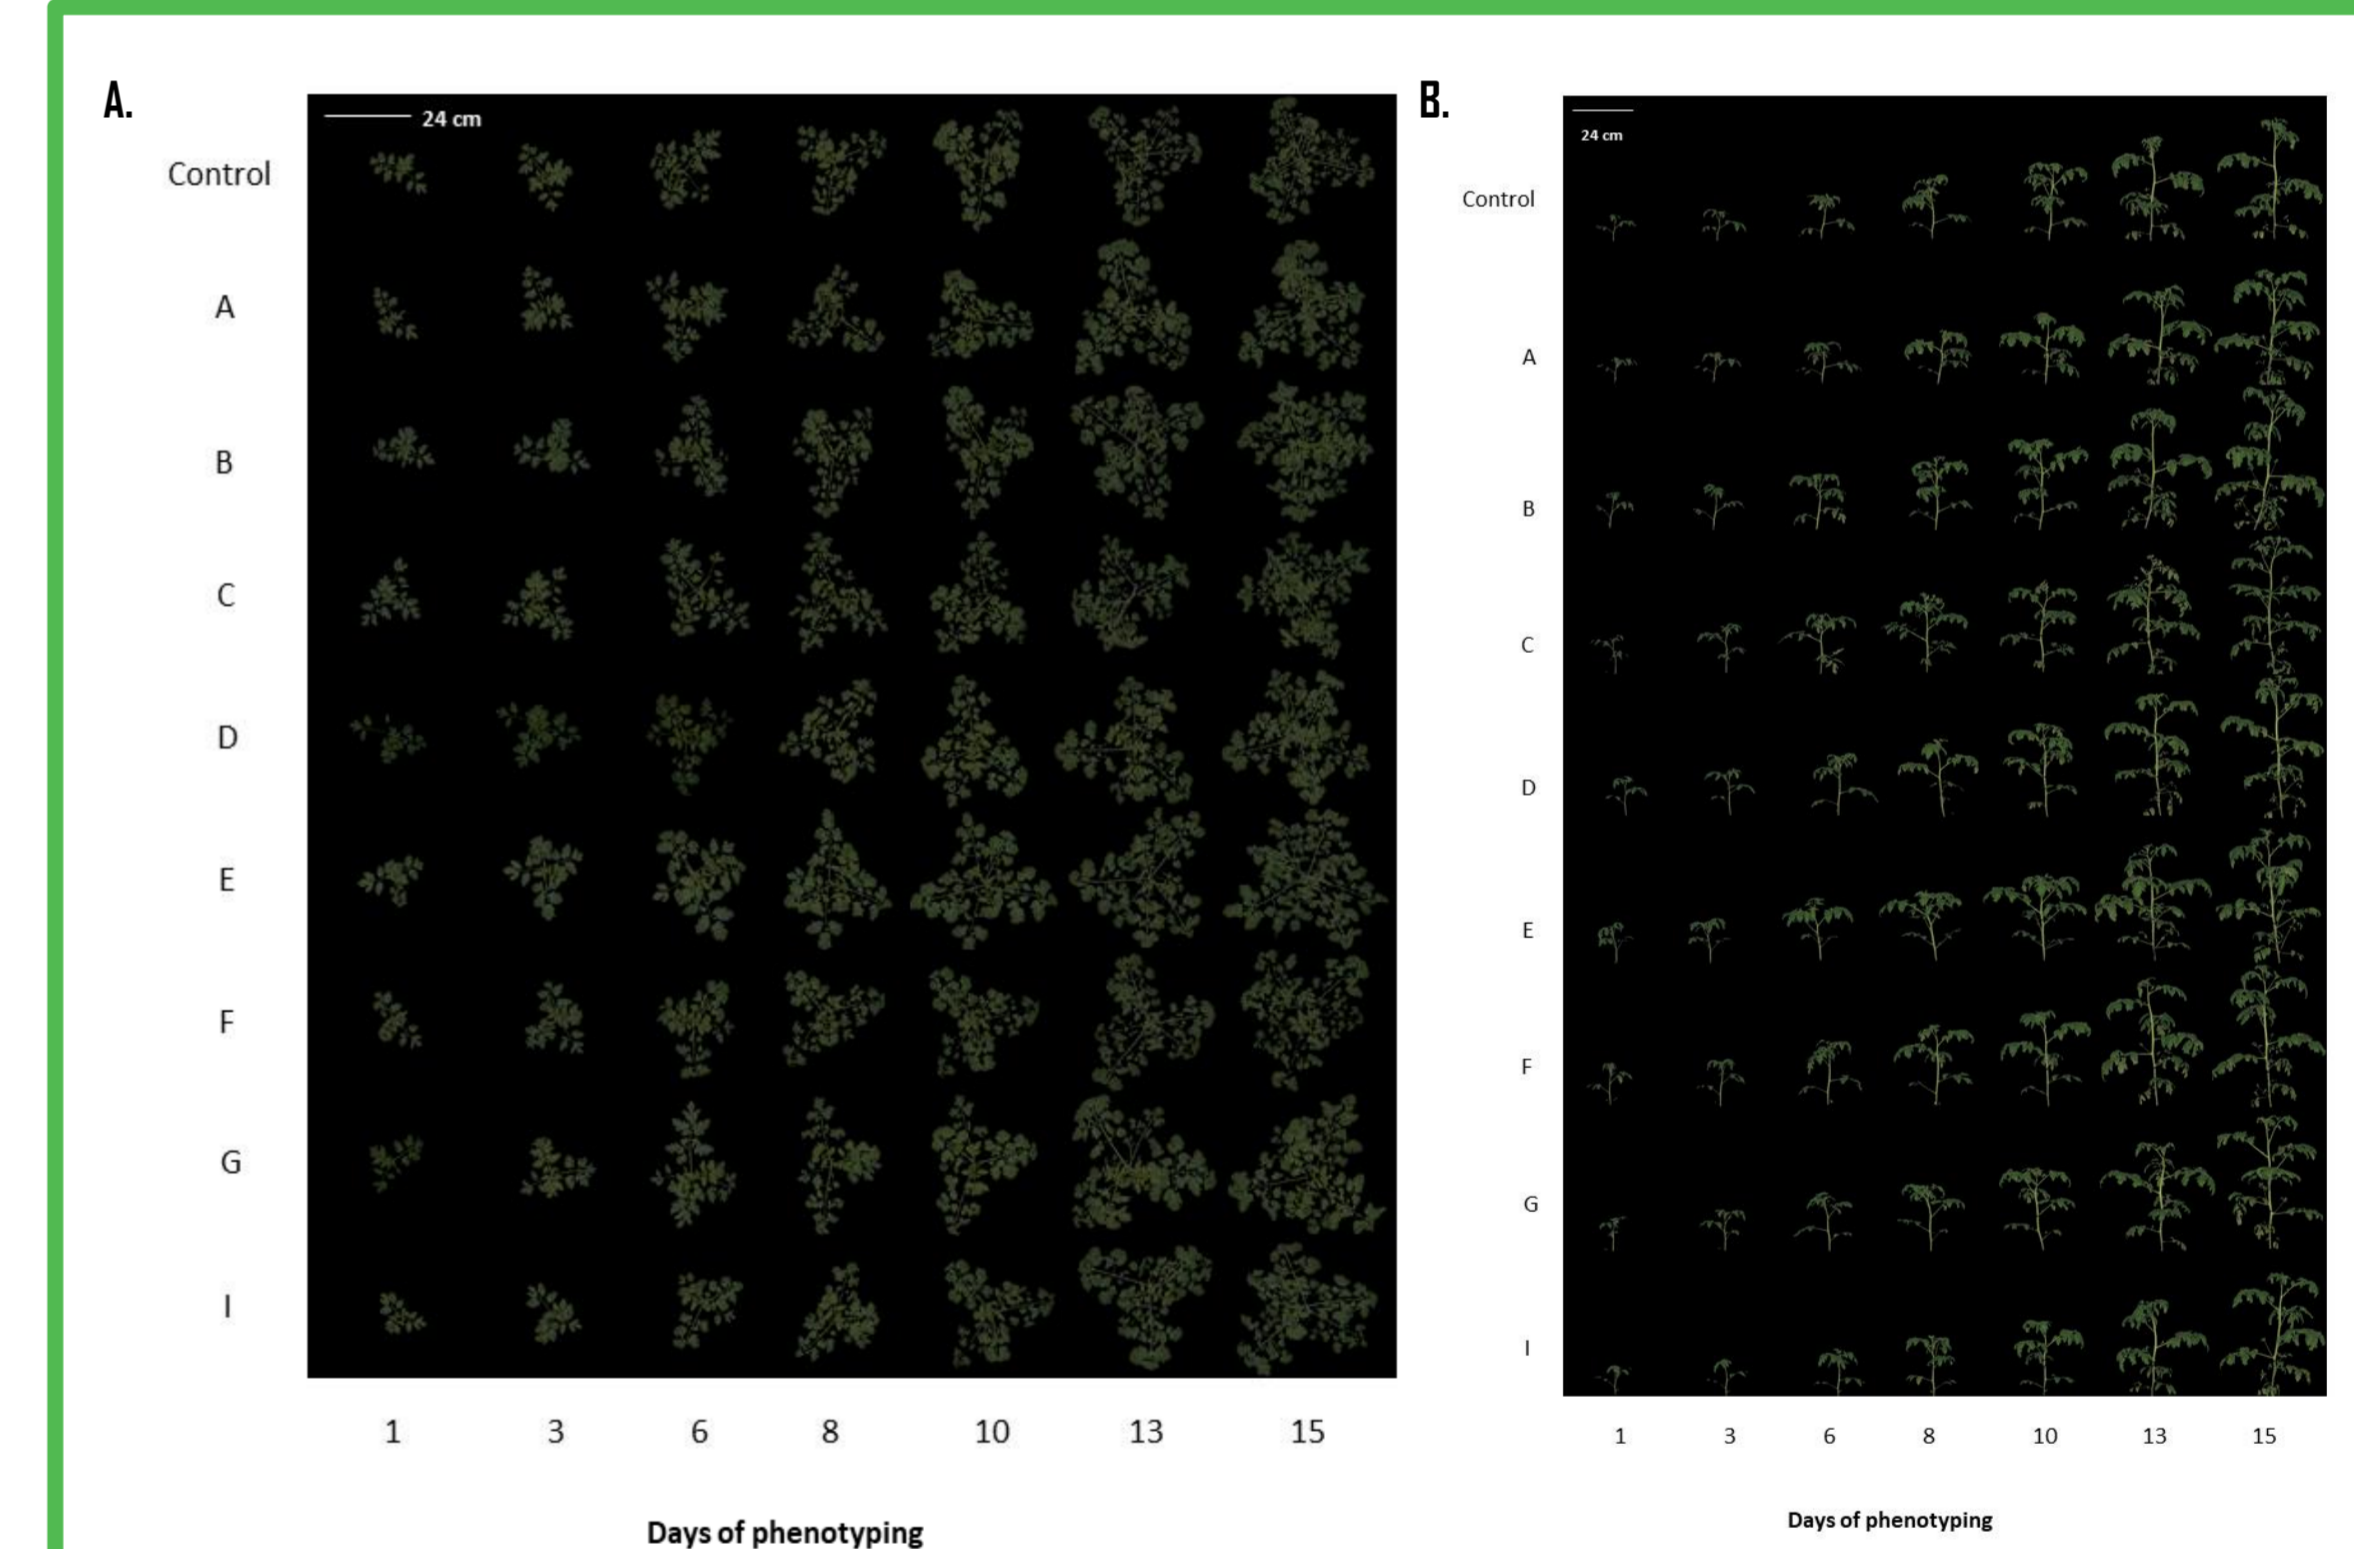 A.
24 cm
Control
A
B
C
D
E
F
G
I
1 3 6 8 10 13 15
Days of phenotyping
B.
24 cm
Control
A
B
C
D
E
F
G
I
1 3 6 8 10 13 15
Days of phenotyping